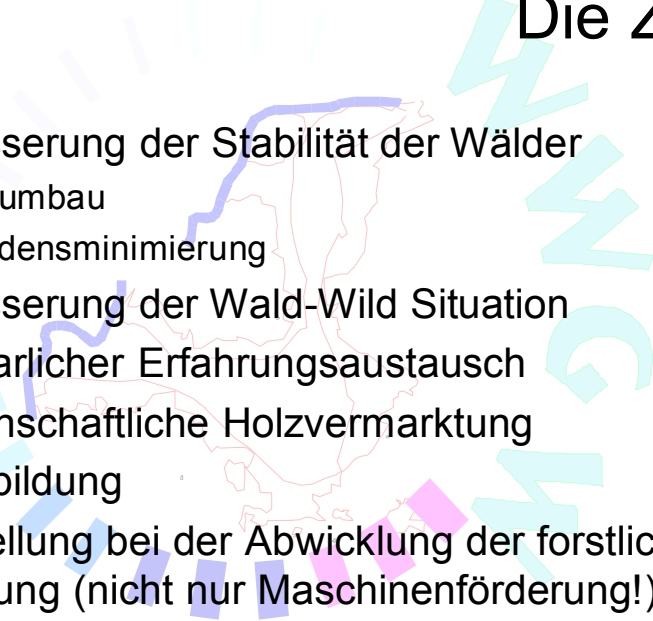 Die Z
serung der Stabilität der Wälder
umbau
densminimierung
serung der Wald-Wild Situation
arlicher Erfahrungsaustausch
nschaftliche Holzvermarktung
bildung
ellung bei der Abwicklung der forstlic
ung (nicht nur Maschinenförderung!)
W
W
G
W